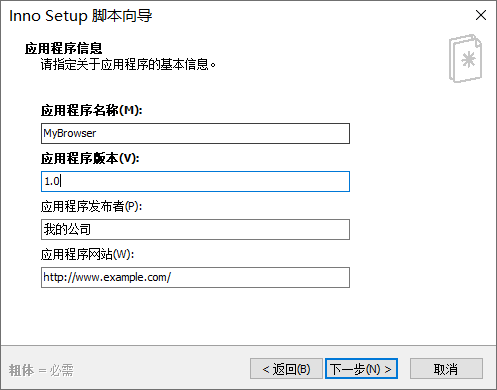 Inno Setup 脚本向导
应用程序信息
请指定关于应用程序的基本信息。
应用程序名称(M):
MyBrowser
应用程序版本(V):
1.0
应用程序发布者(P):
我的公司
应用程序网站(W):
http://www.example.com/
粗体 = 必需
< 返回(B)
下一步(N) >
取消